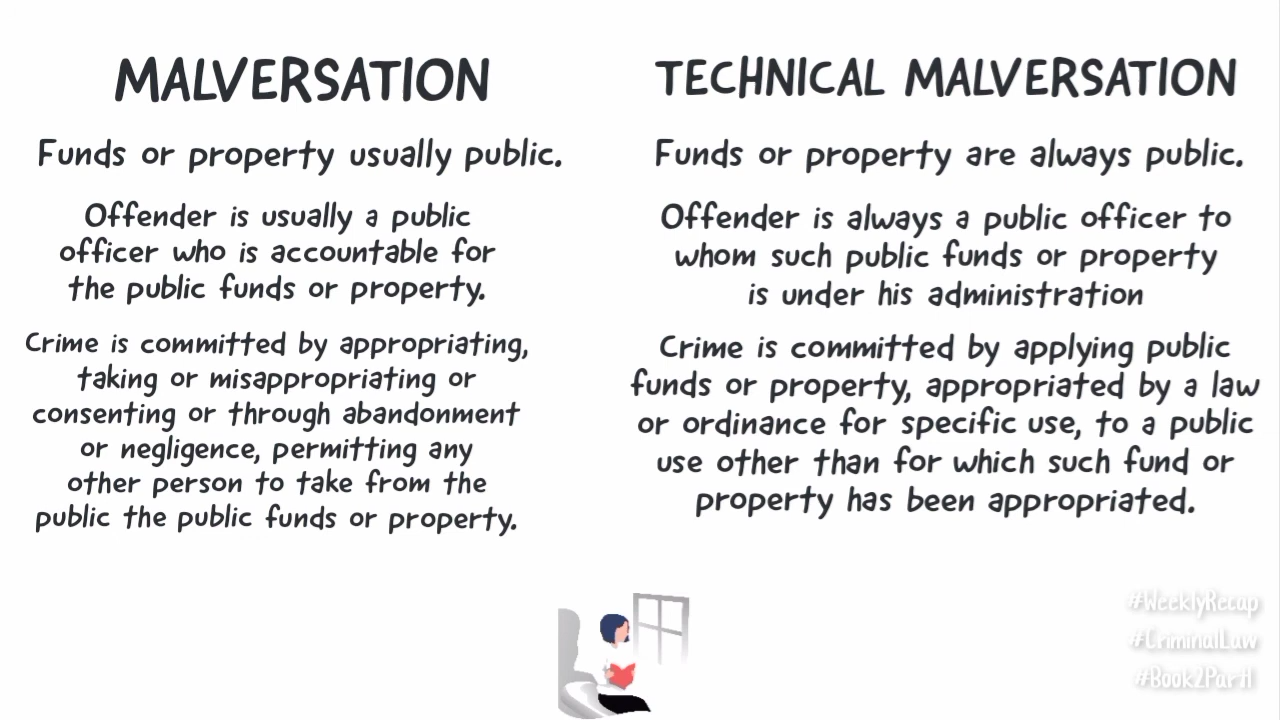 MALVERSATION
Funds or property usually public.
Offender is usually a public
officer who is accountable for
the public funds or property.
Crime is committed by appropriating,
taking or misappropriating or
consenting or through abandonment
or negligence, permitting any
other person to take from the
public the public funds or property.
TECHNICAL MALVERSATION
Funds or property are always public.
Offender is always a public officer to
whom such public funds or property
is under his administration
Crime is committed by applying public
funds or property, appropriated by a law
or ordinance for specific use, to a public
use other than for which such fund or
property has been appropriated.
#WeeklyRecap
#CriminalLaw
#Book2Part1